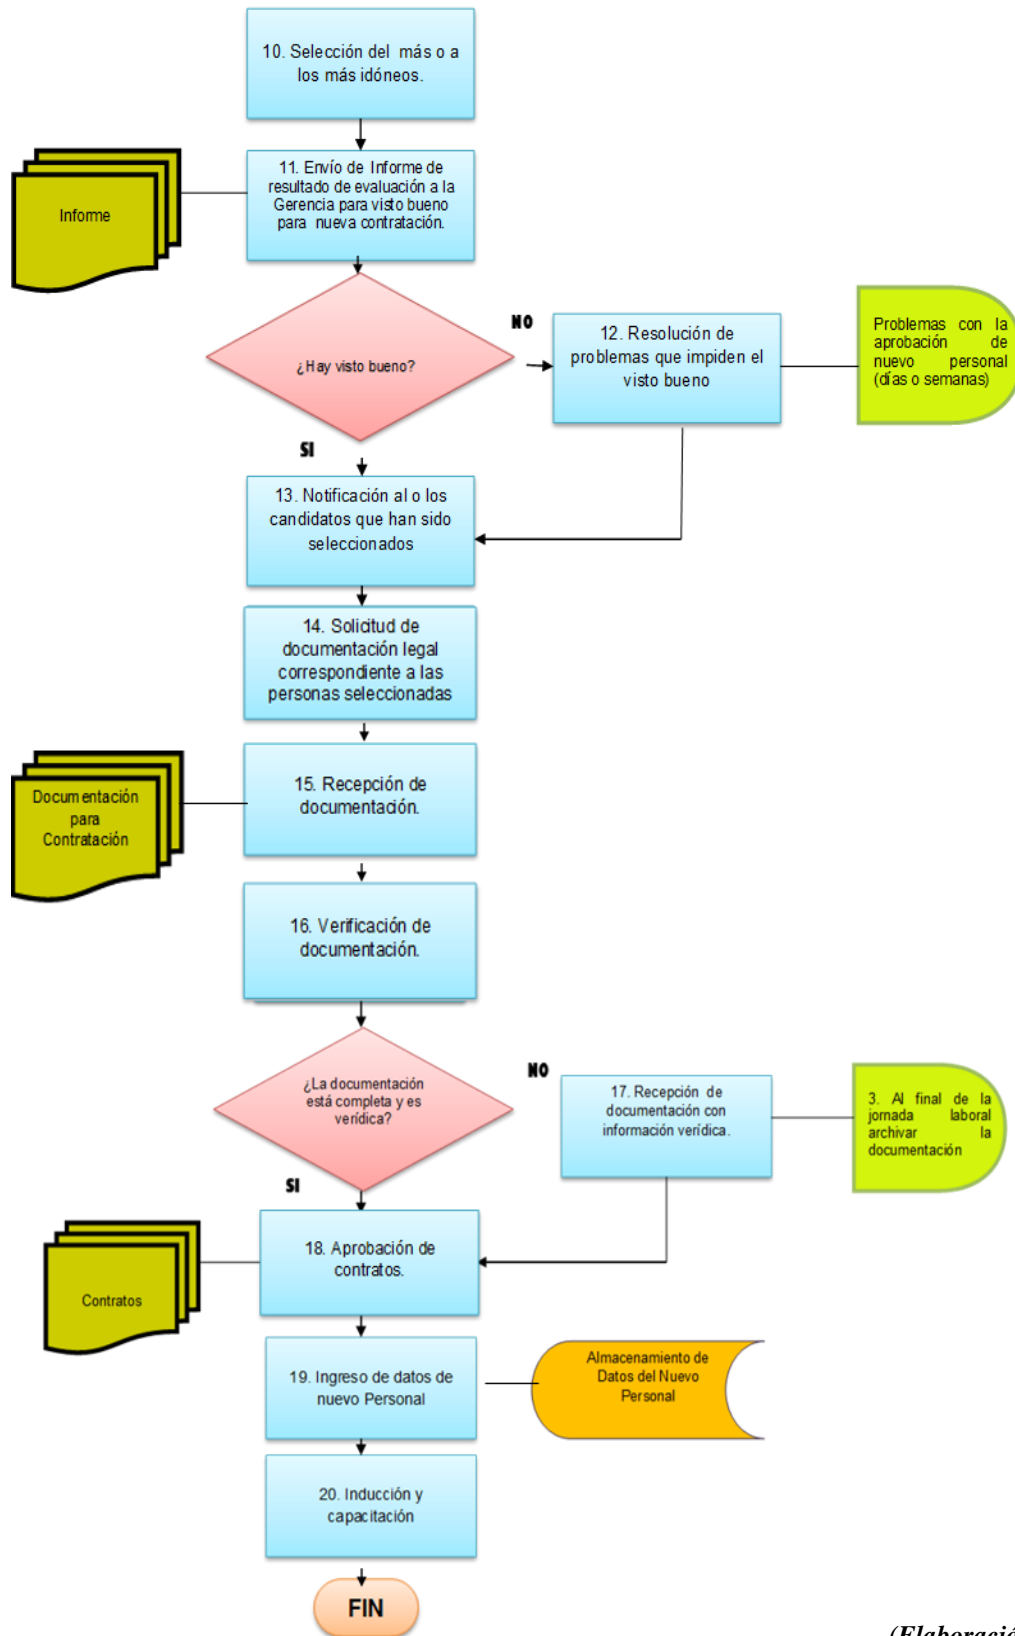 10. Selección del más o a
los más idóneos.
11. Envío de Informe de
resultado de evaluación a la
Gerencia para visto bueno
para nueva contratación.
Informe
¿Hay visto bueno?
NO
12. Resolución de
problemas que impiden el
visto bueno
Problemas con la
aprobación de
nuevo personal
(días o semanas)
SI
13. Notificación al o los
candidatos que han sido
seleccionados
14. Solicitud de
documentación legal
correspondiente a las
personas seleccionadas
15. Recepción de
documentación.
Documentación
para
Contratación
16. Verificación de
documentación.
¿La documentación
está completa y es
verídica?
NO
17. Recepción de
documentación con
información verídica.
3. Al final de la
jornada laboral
archivar la
documentación
SI
18. Aprobación de
contratos.
Contratos
19. Ingreso de datos de
nuevo Personal
Almacenamiento de
Datos del Nuevo
Personal
20. Inducción y
capacitación
FIN
(Elaboració